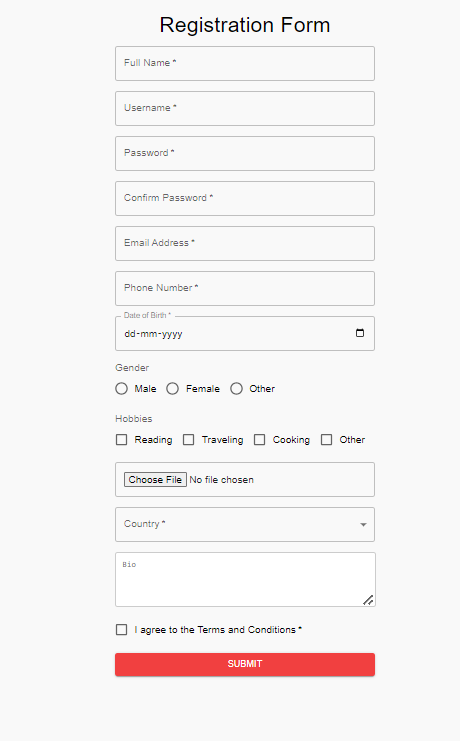 Registration Form
Full Name *
Username *
Password *
Confirm Password *
Email Address *
Phone Number *
Date of Birth *
dd-mm-yyyy
Gender
Male Female Other
Hobbies
Reading Traveling Cooking Other
Choose File No file chosen
Country *
Bio
I agree to the Terms and Conditions *
SUBMIT